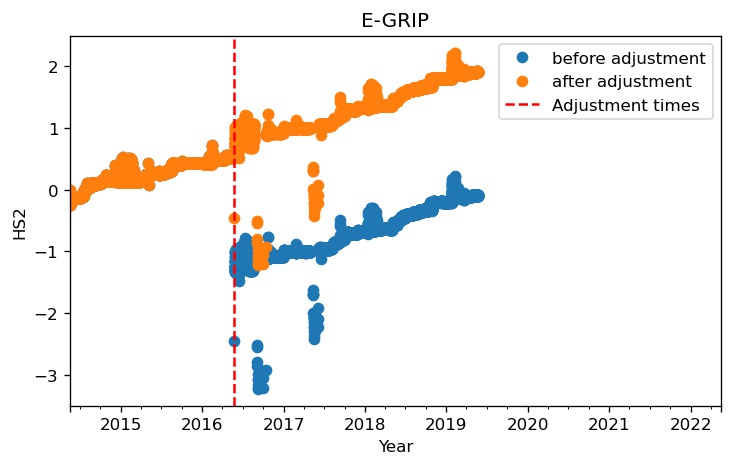 E-GRIP
before adjustment
after adjustment
Adjustment times
HS2
2
1
0
−1
−2
−3
2015 2016 2017 2018 2019 2020 2021 2022
Year